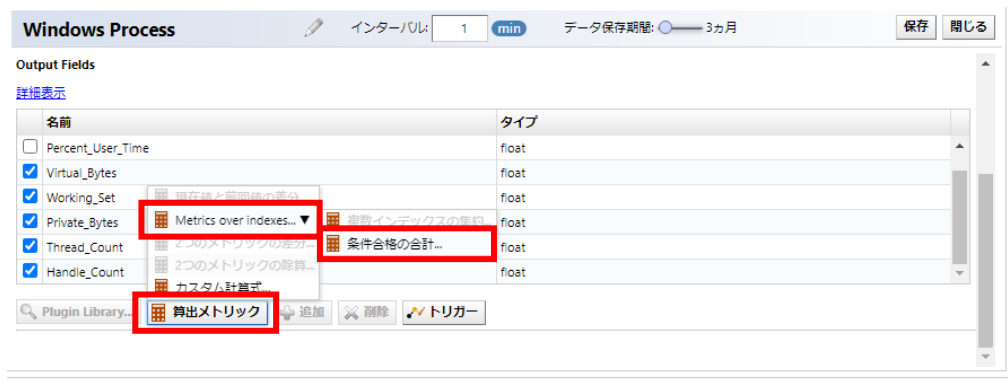 Windows Process インターバル: 1 min データ保存期間: 3ヵ月 保存 閉じる
Output Fields
詳細表示
名前 タイプ
Percent_User_Time float
Virtual_Bytes float
Working_Set 現在値と前回値の差分 float
Private_Bytes Metrics over indexes... ▼ 複数インデックスの集約... float
Thread_Count 2つのメトリックの差分... 条件合格の合計... float
Handle_Count 2つのメトリックの除算... float
カスタム計算式...
Plugin Library... 算出メトリック 追加 削除 トリガー